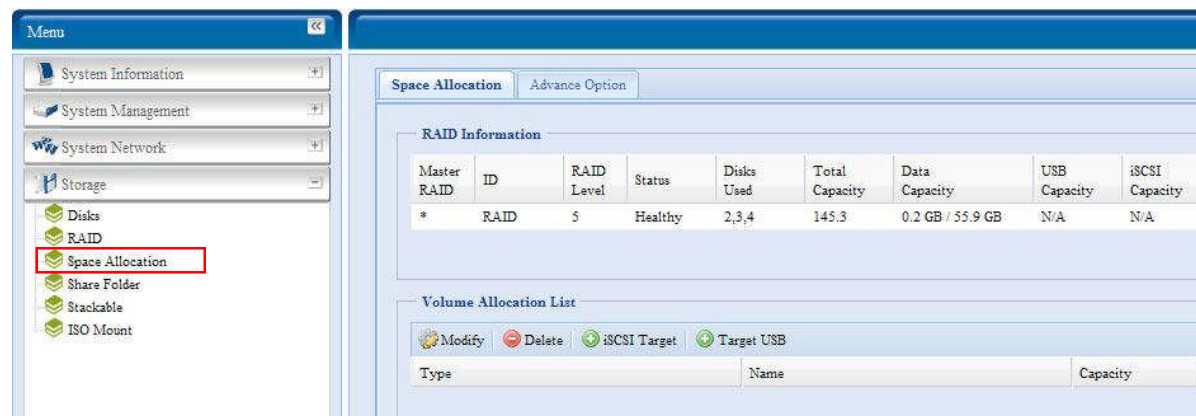 Menu
System Information
System Management
System Network
Storage
Disks
RAID
Space Allocation
Share Folder
Stackable
ISO Mount
Space Allocation Advance Option
RAID Information
Master RAID ID RAID Level Status Disks Used Total Capacity Data Capacity USB Capacity iSCSI Capacity
* RAID 5 Healthy 2,3,4 145.3 0.2 GB / 55.9 GB N/A N/A
Volume Allocation List
Modify Delete iSCSI Target Target USB
Type Name Capacity